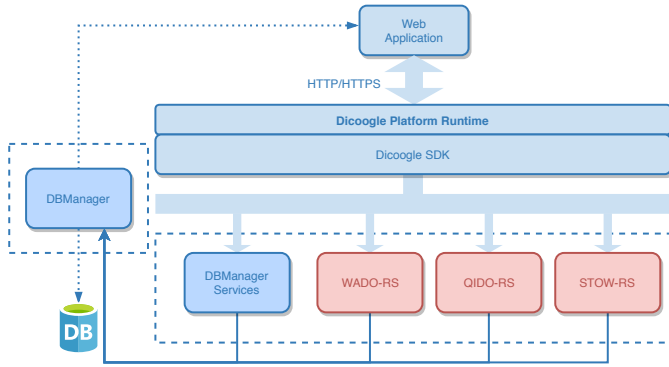 Web
Application
HTTP/HTTPS
Dicoogle Platform Runtime
Dicoogle SDK
DBManager
DBManager
Services
WADO-RS
QIDO-RS
STOW-RS
DB